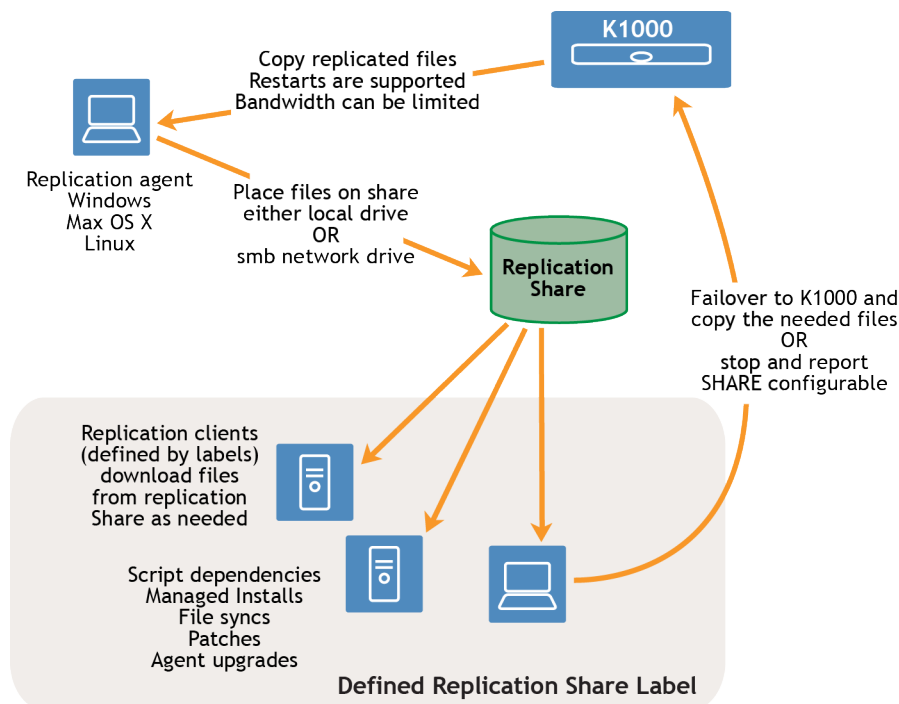 K1000
Copy replicated files
Restarts are supported
Bandwidth can be limited
Replication agent
Windows
Max OS X
Linux
Place files on share
either local drive
OR
smb network drive
Replication
Share
Failover to K1000 and
copy the needed files
OR
stop and report
SHARE configurable
Replication clients
(defined by labels)
download files
from replication
Share as needed
Script dependencies
Managed Installs
File syncs
Patches
Agent upgrades
Defined Replication Share Label